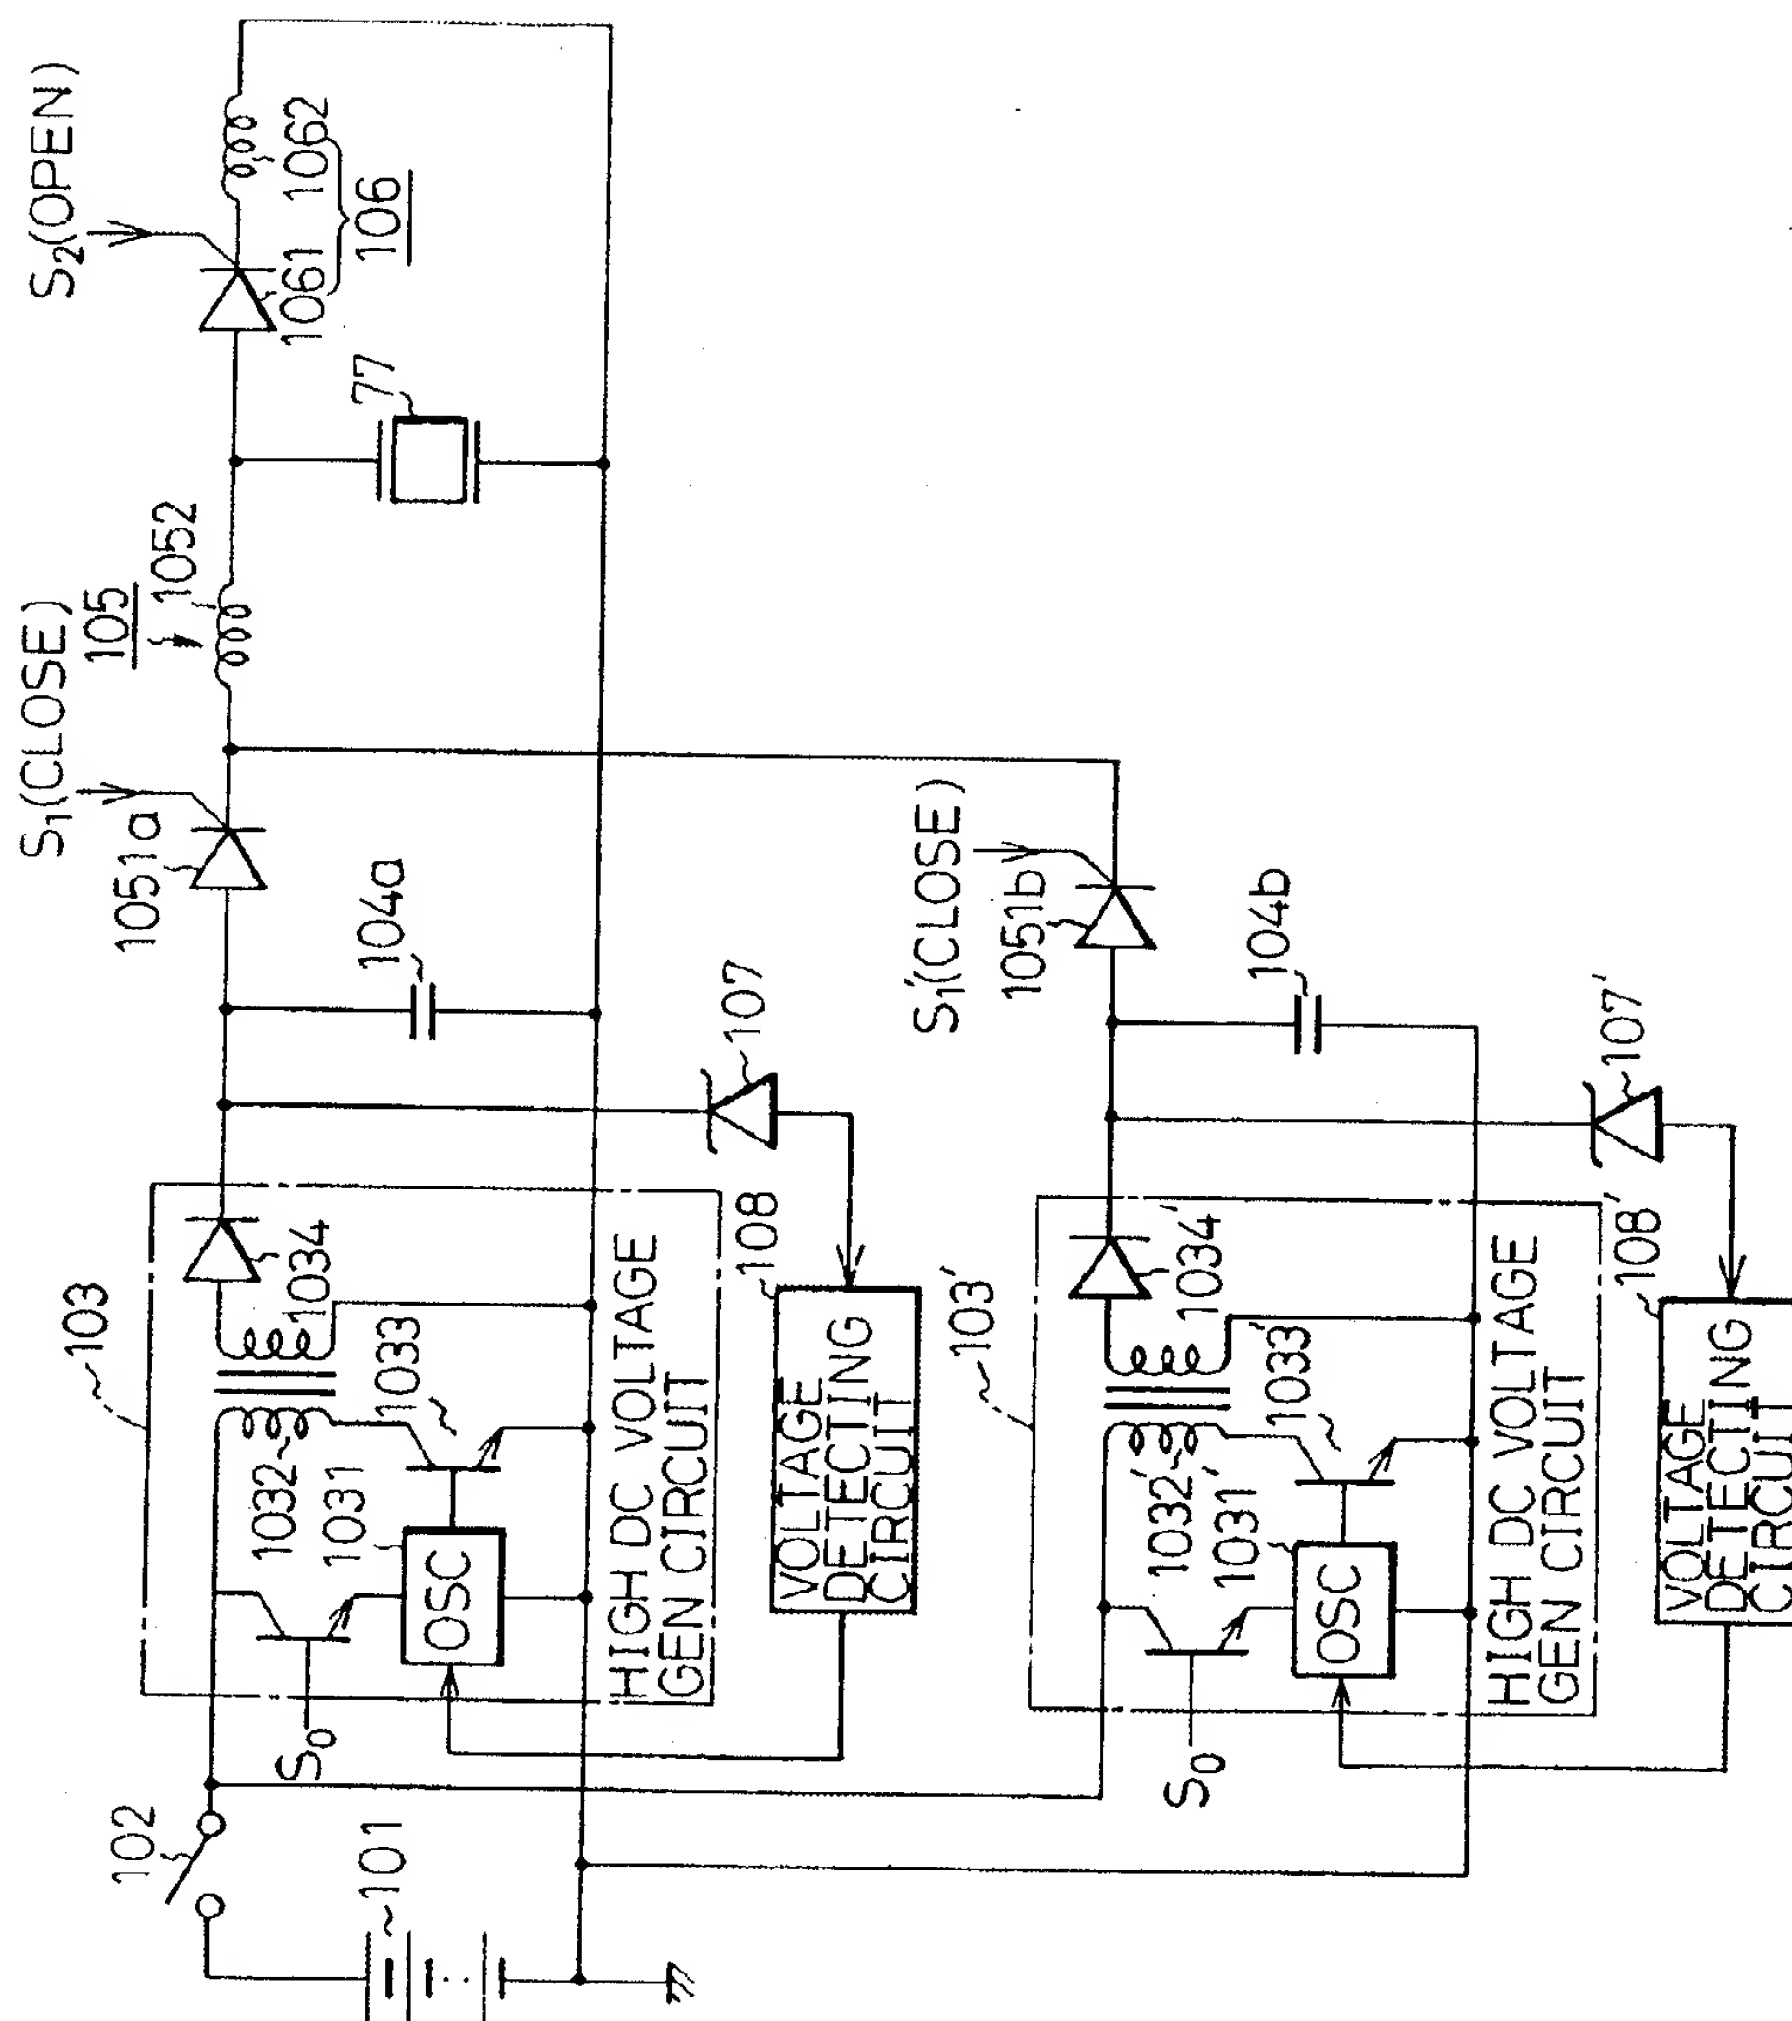 S2(OPEN)
1061 1062
106
77
S1(CLOSE)
105
1052
1051a
104a
107
103
1034
1033
1032
1031
OSC
S0
HIGH DC VOLTAGE
GEN CIRCUIT
108
VOLTAGE
DETECTING
CIRCUIT
102
101
S1'(CLOSE)
1051b
104b
107'
103'
1034'
1033'
1032'
1031'
OSC
S0
HIGH DC VOLTAGE
GEN CIRCUIT
108'
VOLTAGE
DETECTING
CIRCUIT